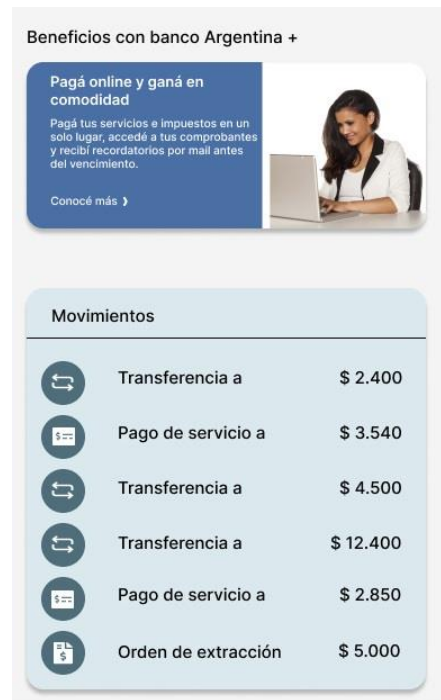 Beneficios con banco Argentina +
Pagá online y ganá en
comodidad
Pagá tus servicios e impuestos en un
solo lugar, accedé a tus comprobantes
y recibí recordatorios por mail antes
del vencimiento.
Conocé más ❯
Movimientos
Transferencia a $ 2.400
Pago de servicio a $ 3.540
Transferencia a $ 4.500
Transferencia a $ 12.400
Pago de servicio a $ 2.850
Orden de extracción $ 5.000